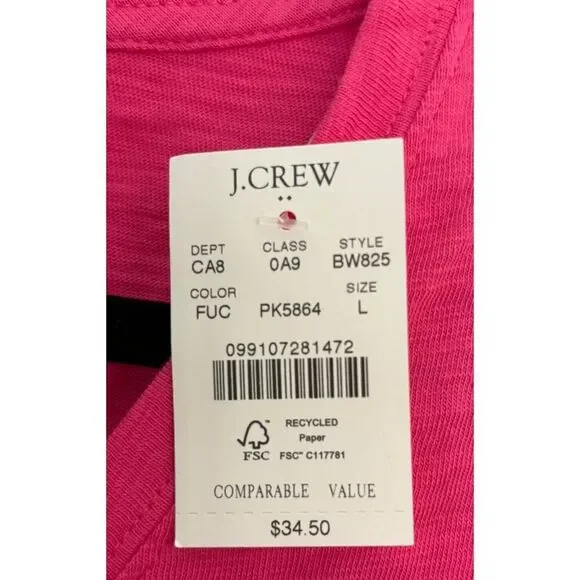 J.CREW
DEPT CLASS STYLE
CA8 0A9 BW825
COLOR SIZE
FUC PK5864 L
099107281472
RECYCLED
Paper
FSC FSC™ C117781
COMPARABLE VALUE
$34.50